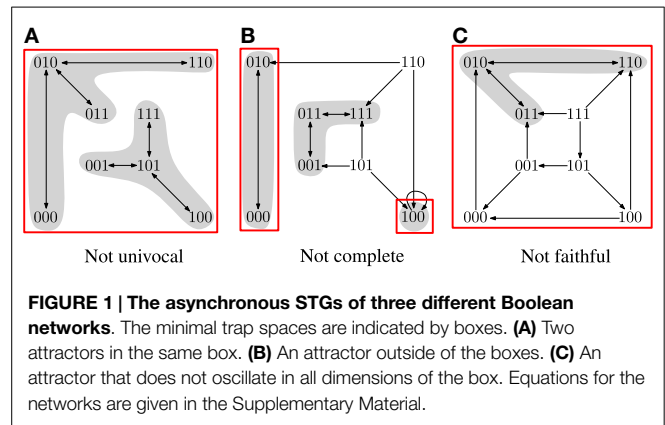 A
B
C
010
110
010
110
010
110
011
111
011
111
011
111
001
101
001
101
001
101
000
100
000
100
000
100
Not univocal
Not complete
Not faithful
FIGURE 1 | The asynchronous STGs of three different Boolean
networks. The minimal trap spaces are indicated by boxes. (A) Two
attractors in the same box. (B) An attractor outside of the boxes. (C) An
attractor that does not oscillate in all dimensions of the box. Equations for the
networks are given in the Supplementary Material.